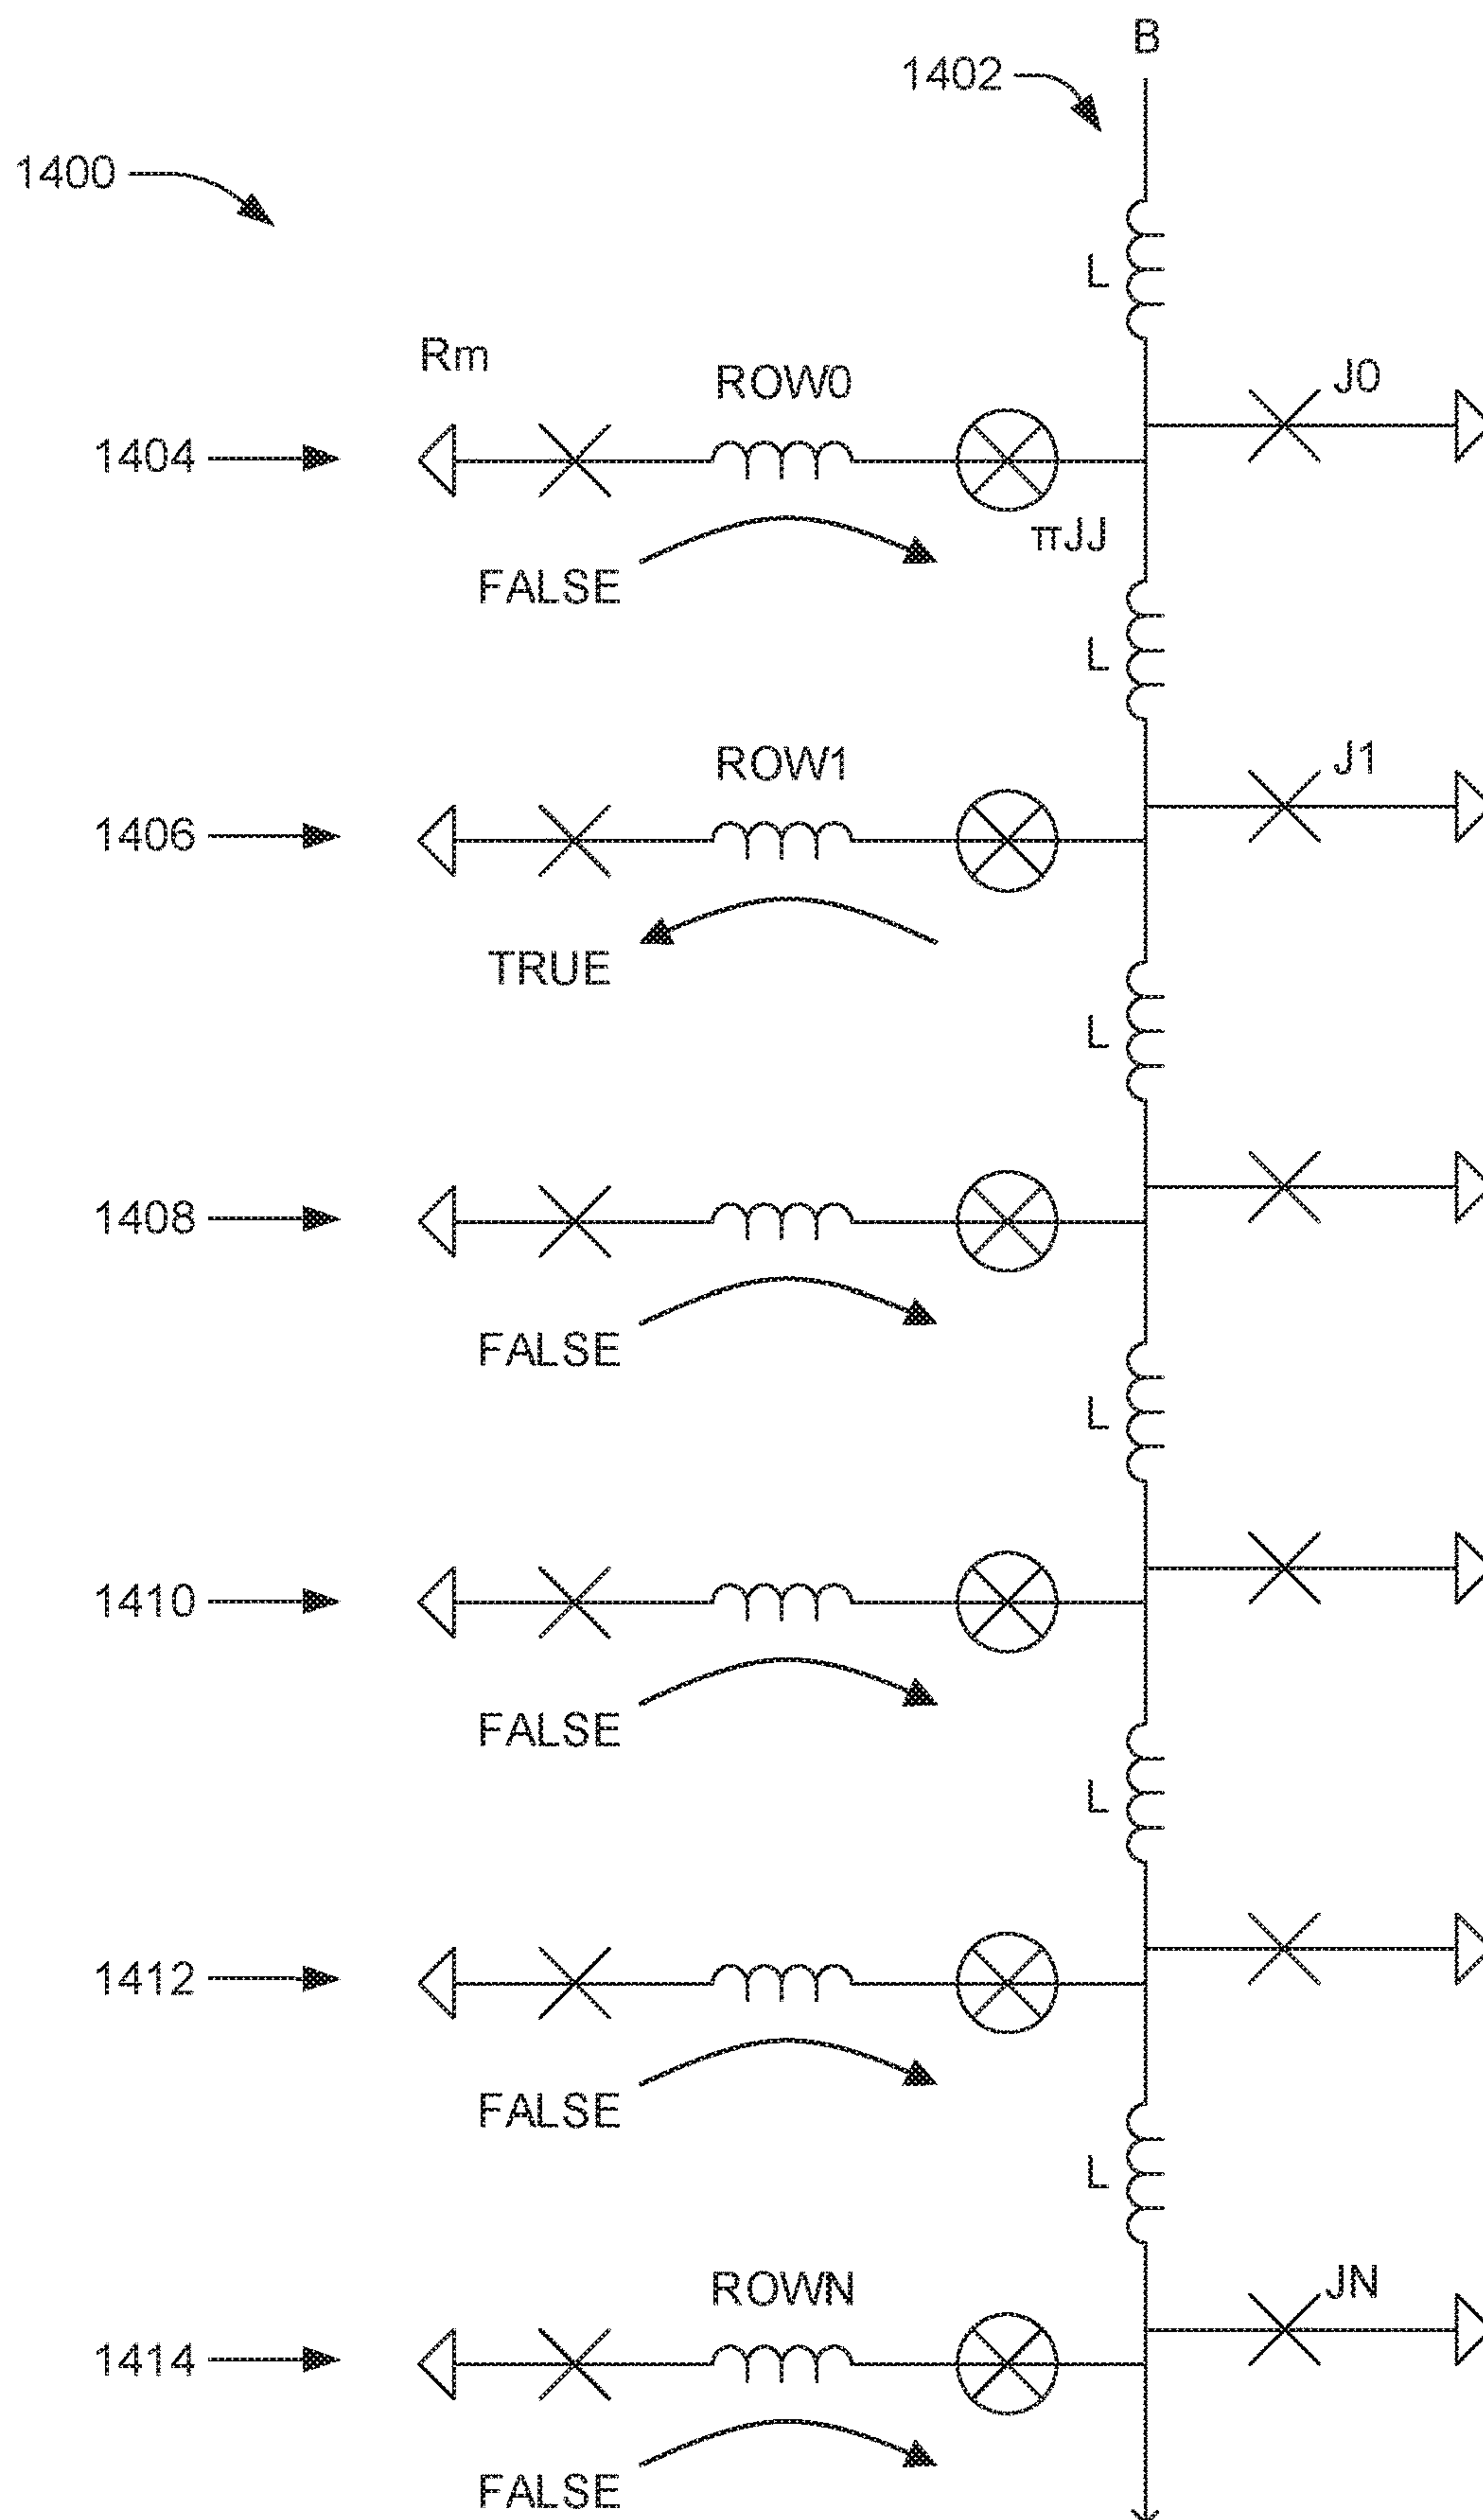 B
1402
1400
L
Rm
ROW0
J0
1404
πJJ
FALSE
L
ROW1
J1
1406
TRUE
L
1408
FALSE
L
1410
FALSE
L
1412
FALSE
L
ROWN
JN
1414
FALSE